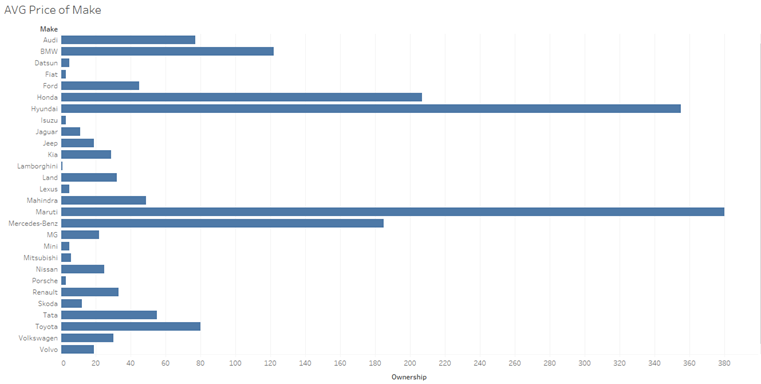 AVG Price of Make
Make
Audi
BMW
Datsun
Fiat
Ford
Honda
Hyundai
Isuzu
Jaguar
Jeep
Kia
Lamborghini
Land
Lexus
Mahindra
Maruti
Mercedes-Benz
MG
Mini
Mitsubishi
Nissan
Porsche
Renault
Skoda
Tata
Toyota
Volkswagen
Volvo
0 20 40 60 80 100 120 140 160 180 200 220 240 260 280 300 320 340 360 380
Ownership